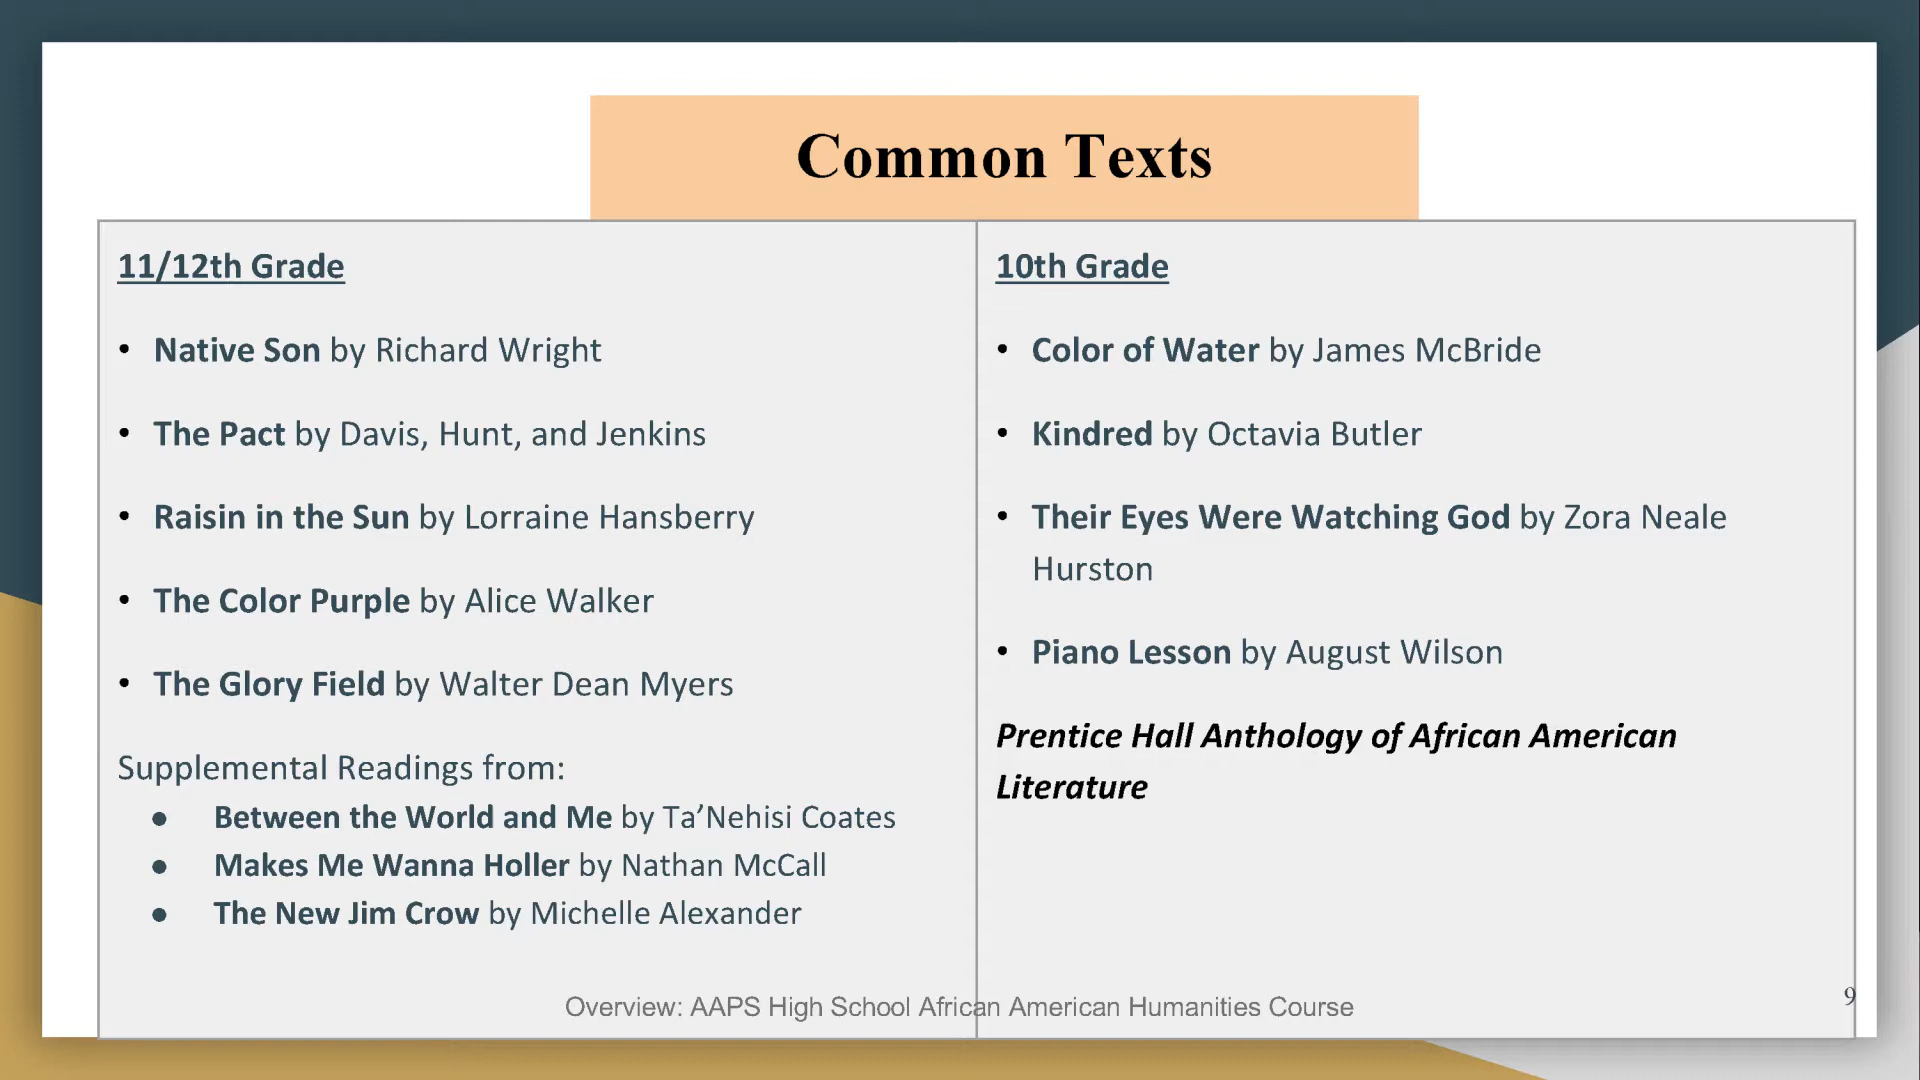 Common Texts
11/12th Grade
• Native Son by Richard Wright
• The Pact by Davis, Hunt, and Jenkins
• Raisin in the Sun by Lorraine Hansberry
• The Color Purple by Alice Walker
• The Glory Field by Walter Dean Myers
Supplemental Readings from:
● Between the World and Me by Ta’Nehisi Coates
● Makes Me Wanna Holler by Nathan McCall
● The New Jim Crow by Michelle Alexander
10th Grade
• Color of Water by James McBride
• Kindred by Octavia Butler
• Their Eyes Were Watching God by Zora Neale
Hurston
• Piano Lesson by August Wilson
Prentice Hall Anthology of African American
Literature
Overview: AAPS High School African American Humanities Course
9